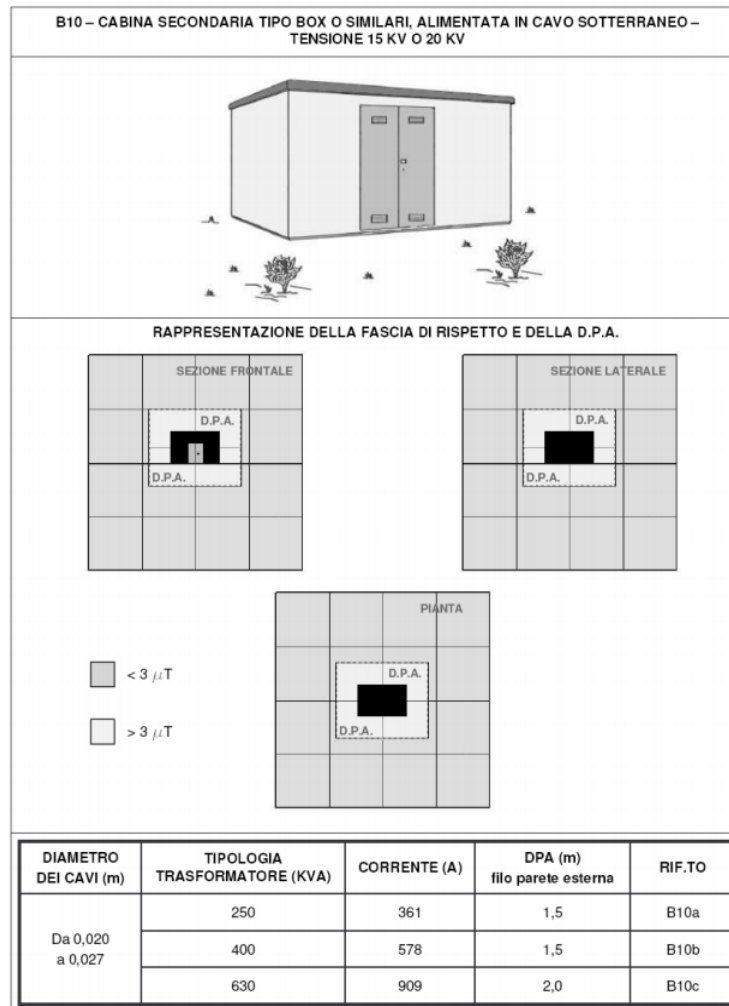 B10 – CABINA SECONDARIA TIPO BOX O SIMILARI, ALIMENTATA IN CAVO SOTTERRANEO –
TENSIONE 15 KV O 20 KV
RAPPRESENTAZIONE DELLA FASCIA DI RISPETTO E DELLA D.P.A.
SEZIONE FRONTALE
D.P.A.
D.P.A.
SEZIONE LATERALE
D.P.A.
D.P.A.
PIANTA
D.P.A.
D.P.A.
< 3 µT
> 3 µT
DIAMETRO
DEI CAVI (m)
TIPOLOGIA
TRASFORMATORE (KVA)
CORRENTE (A)
DPA (m)
filo parete esterna
RIF.TO
Da 0,020
a 0,027
250
361
1,5
B10a
400
578
1,5
B10b
630
909
2,0
B10c